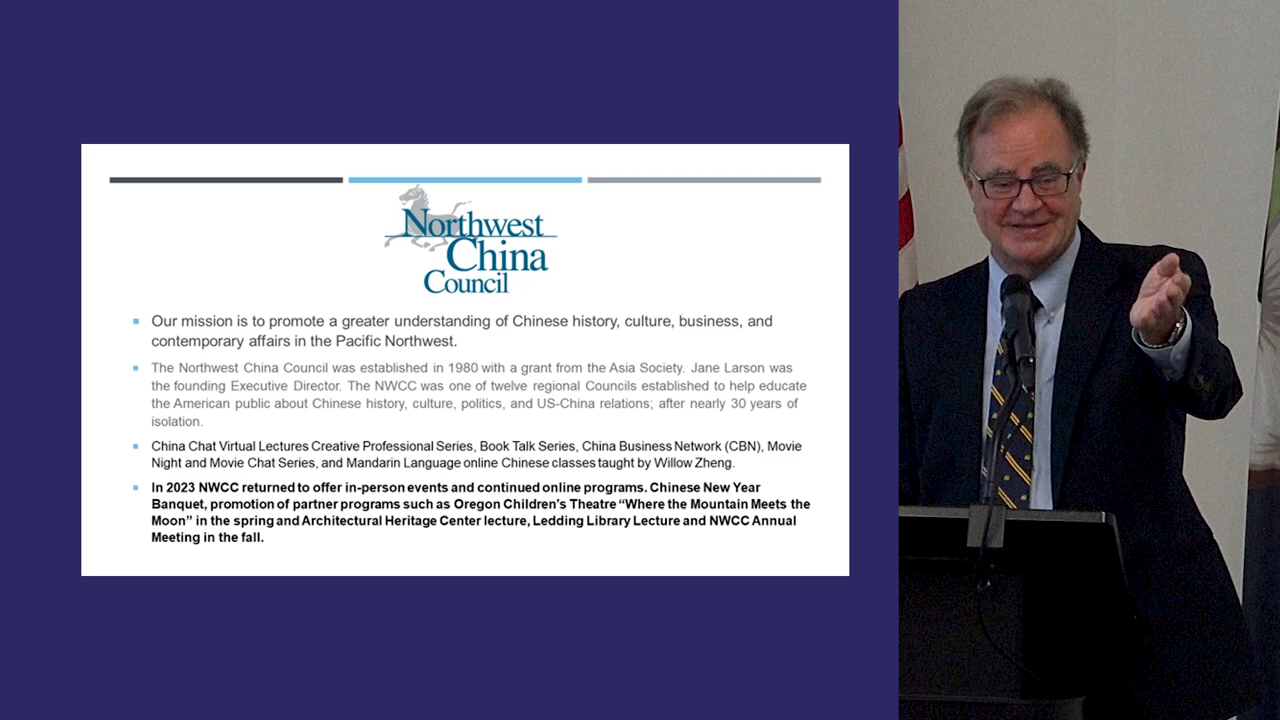 Northwest
China
Council
Our mission is to promote a greater understanding of Chinese history, culture, business, and
contemporary affairs in the Pacific Northwest.
The Northwest China Council was established in 1980 with a grant from the Asia Society. Jane Larson was
the founding Executive Director. The NWCC was one of twelve regional Councils established to help educate
the American public about Chinese history, culture, politics, and US-China relations; after nearly 30 years of
isolation.
China Chat Virtual Lectures Creative Professional Series, Book Talk Series, China Business Network (CBN), Movie
Night and Movie Chat Series, and Mandarin Language online Chinese classes taught by Willow Zheng.
In 2023 NWCC returned to offer in-person events and continued online programs. Chinese New Year
Banquet, promotion of partner programs such as Oregon Children’s Theatre “Where the Mountain Meets the
Moon” in the spring and Architectural Heritage Center lecture, Ledding Library Lecture and NWCC Annual
Meeting in the fall.